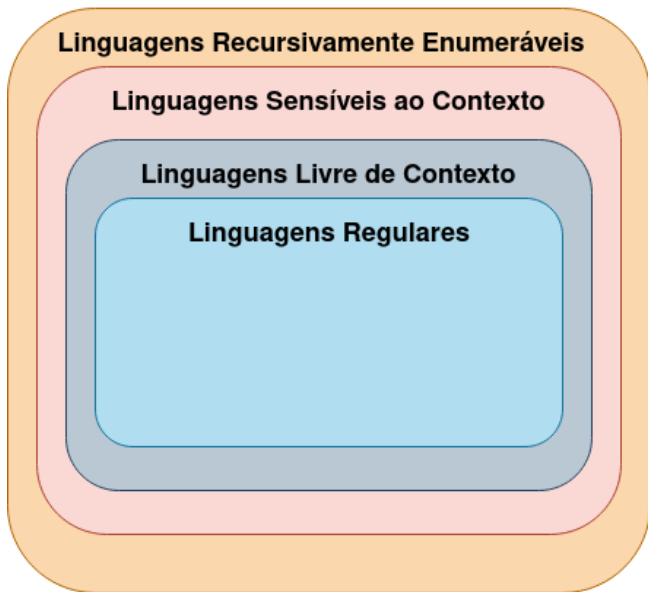 Linguagens Recursivamente Enumeráveis
Linguagens Sensíveis ao Contexto
Linguagens Livre de Contexto
Linguagens Regulares